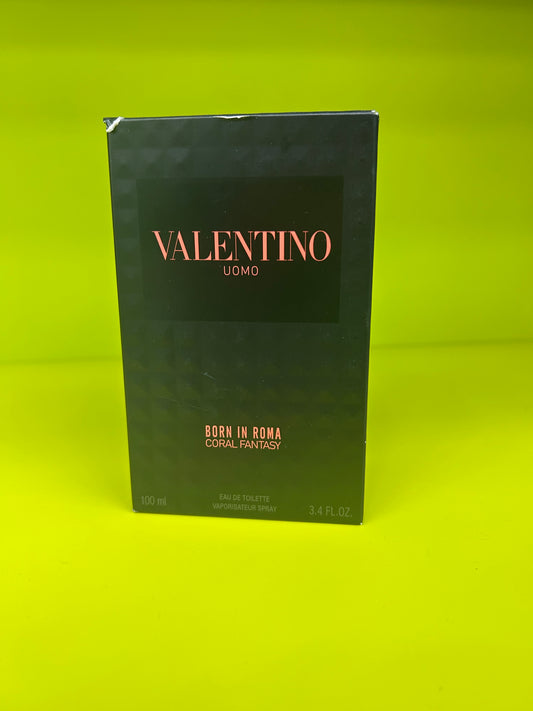 VALENTINO
UOMO
BORN IN ROMA
CORAL FANTASY
EAU DE TOILETTE
100 ml VAPORISATEUR SPRAY 3.4 FL.OZ.